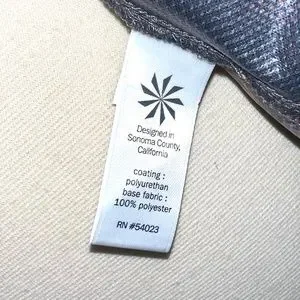 Designed in
Sonoma County,
California
coating :
polyurethan
base fabric :
100% polyester
RN #54023